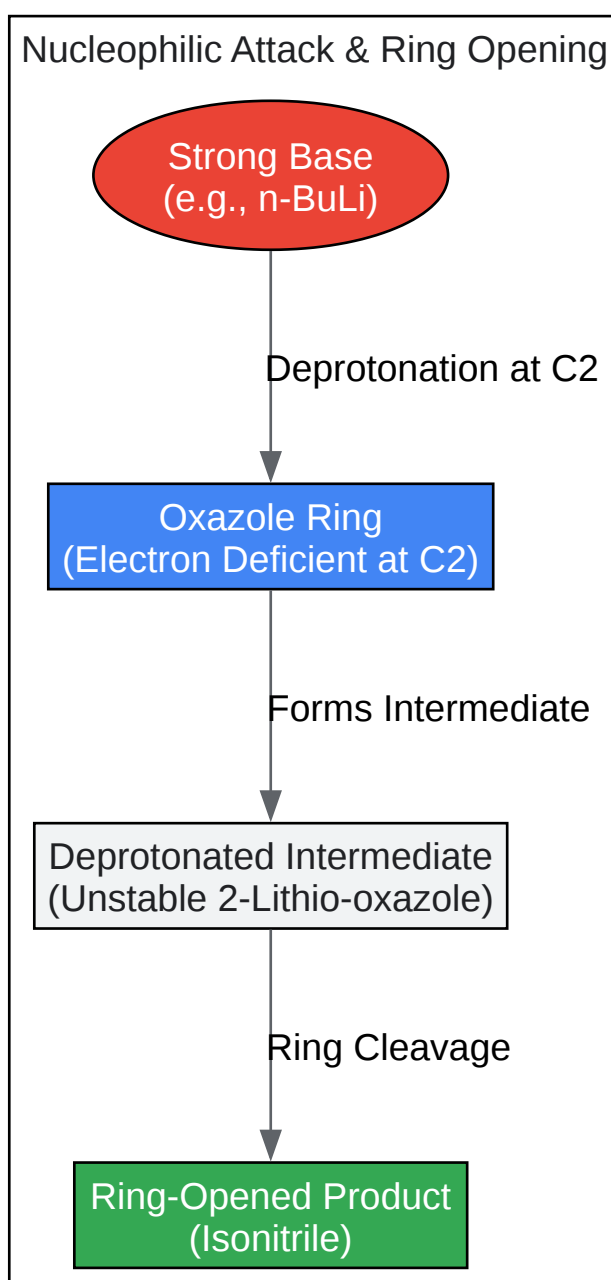 Nucleophilic Attack & Ring Opening
Strong Base
(e.g., n-BuLi)
Deprotonation at C2
Oxazole Ring
(Electron Deficient at C2)
Forms Intermediate
Deprotonated Intermediate
(Unstable 2-Lithio-oxazole)
Ring Cleavage
Ring-Opened Product
(Isonitrile)